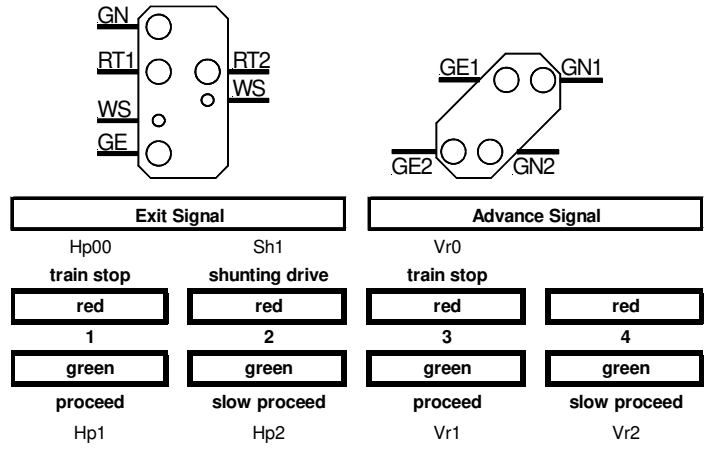 GN
RT1 RT2
WS
WS
GE
GE1 GN1
GE2 GN2
Exit Signal Advance Signal
Hp00 Sh1 Vr0
train stop shunting drive train stop
red red red red
1 2 3 4
green green green green
proceed slow proceed proceed slow proceed
Hp1 Hp2 Vr1 Vr2